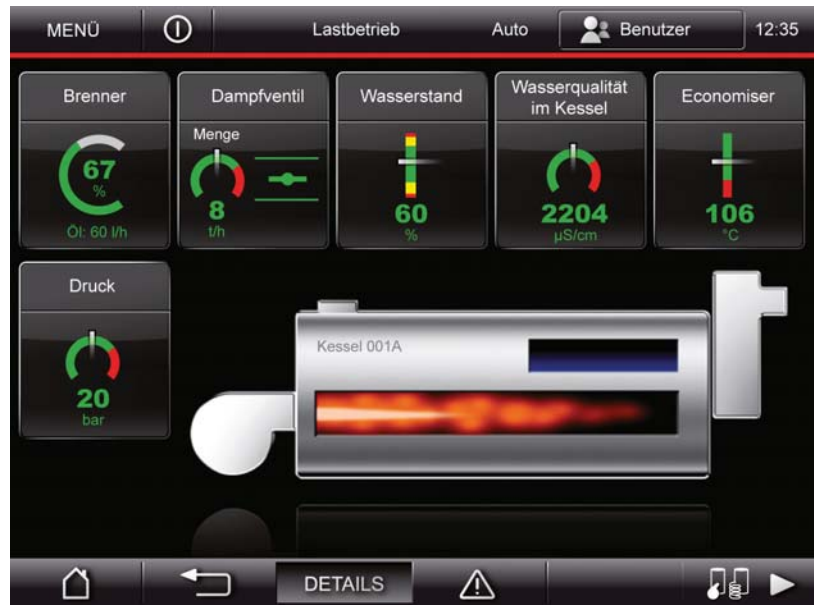 MENÜ
Lastbetrieb
Auto
Benutzer
12:35
Brenner
67
%
Öl: 60 l/h
Dampfventil
Menge
8
t/h
Wasserstand
60
%
Wasserqualität
im Kessel
2204
µS/cm
Economiser
106
°C
Druck
20
bar
Kessel 001A
DETAILS